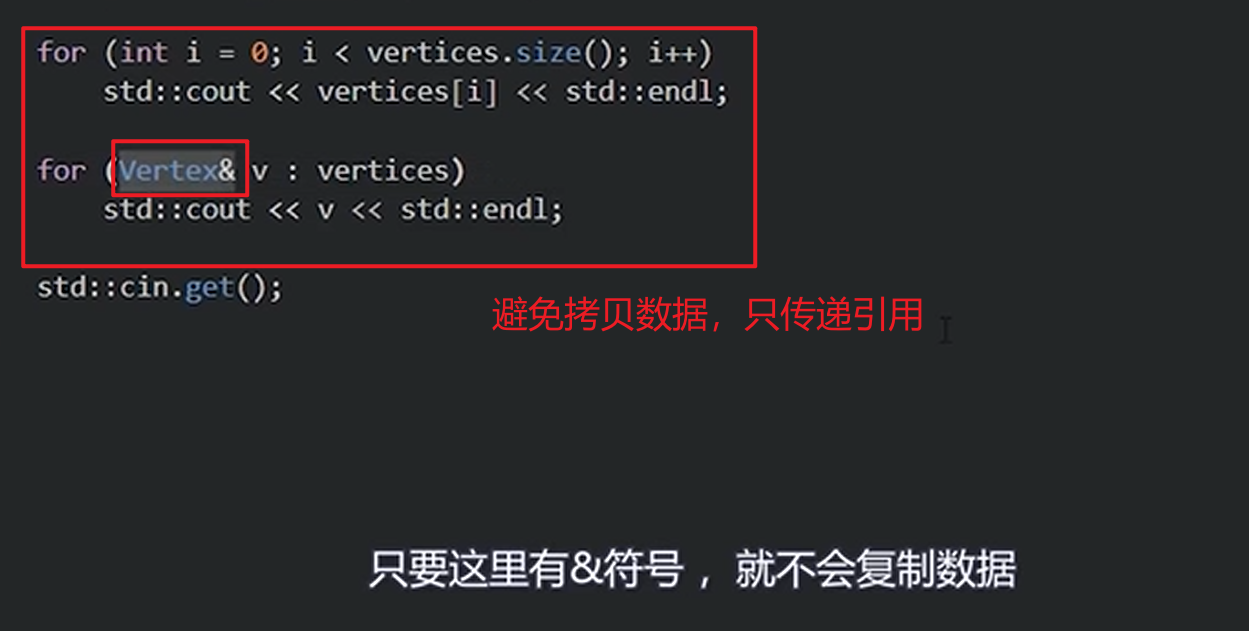 for (int i = 0; i < vertices.size(); i++)
    std::cout << vertices[i] << std::endl;
for (Vertex& v : vertices)
    std::cout << v << std::endl;
std::cin.get();
避免拷贝数据，只传递引用
只要这里有&符号 ，就不会复制数据